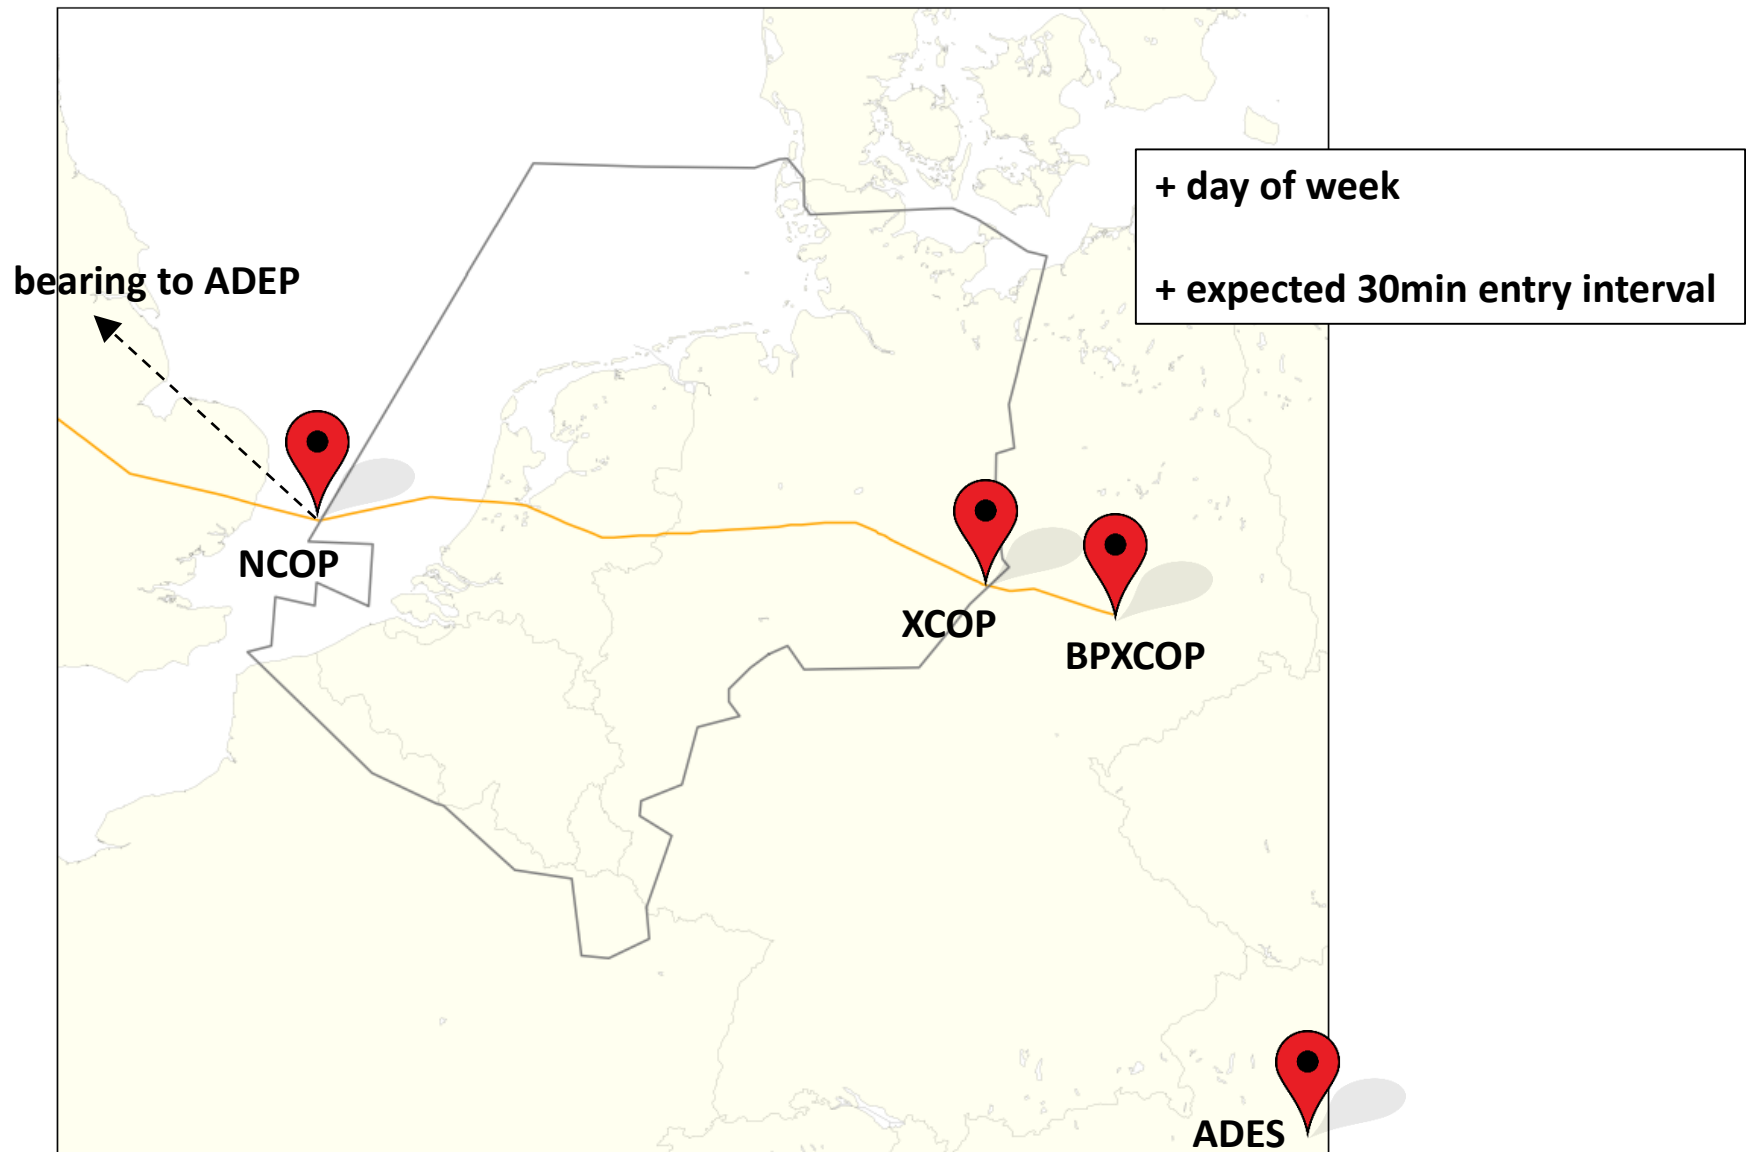 + day of week
+ expected 30min entry interval
bearing to ADEP
NCOP
XCOP
BPXCOP
ADES